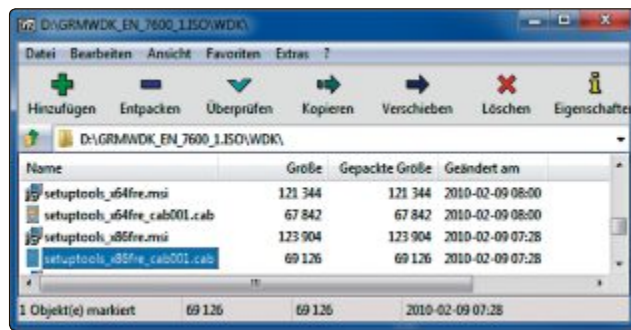 D:\GRMWDK_EN_7600_1.ISO\WDK\
Datei Bearbeiten Ansicht Favoriten Extras ?
Hinzufügen Entpacken Überprüfen Kopieren Verschieben Löschen Eigenschafte
D:\GRMWDK_EN_7600_1.ISO\WDK\
Name Größe Gepackte Größe Geändert am
setuptools_x64fre.msi 121 344 121 344 2010-02-09 08:00
setuptools_x64fre_cab001.cab 67 842 67 842 2010-02-09 08:00
setuptools_x86fre.msi 123 904 123 904 2010-02-09 07:28
setuptools_x86fre_cab001.cab 69 126 69 126 2010-02-09 07:28
1 Objekt(e) markiert 69 126 69 126 2010-02-09 07:28